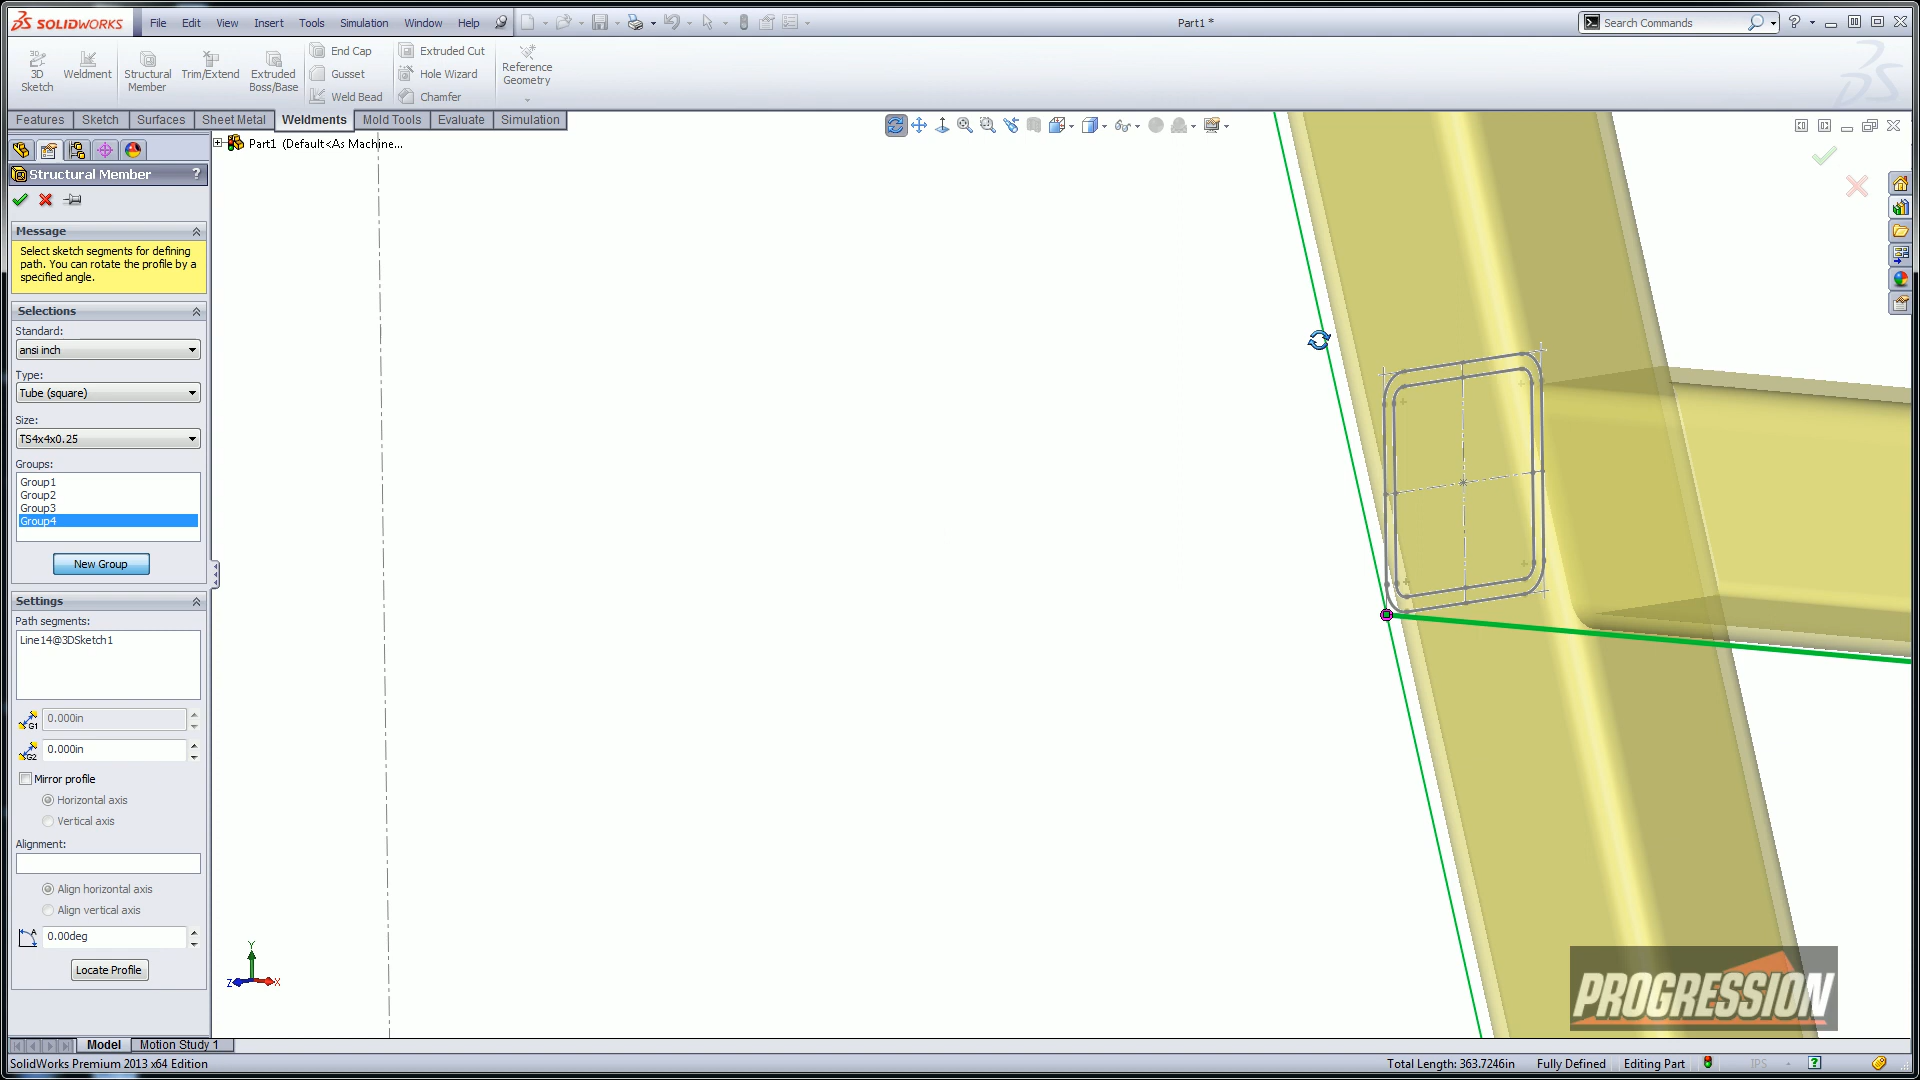 SOLIDWORKS
File Edit View Insert Tools Simulation Window Help
Part1 *
Search Commands
3D Sketch
Weldment
Structural Member
Trim/Extend
Extruded Boss/Base
End Cap
Gusset
Weld Bead
Extruded Cut
Hole Wizard
Chamfer
Reference Geometry
Features Sketch Surfaces Sheet Metal Weldments Mold Tools Evaluate Simulation
Part1 (Default<As Machine...
Structural Member ?
Message
Select sketch segments for defining
path. You can rotate the profile by a
specified angle.
Selections
Standard:
ansi inch
Type:
Tube (square)
Size:
TS4x4x0.25
Groups:
Group1
Group2
Group3
Group4
New Group
Settings
Path segments:
Line14@3DSketch1
G1 0.000in
G2 0.000in
Mirror profile
Horizontal axis
Vertical axis
Alignment:
Align horizontal axis
Align vertical axis
0.00deg
Locate Profile
Y
Z X
PROGRESSION
Model Motion Study 1
SolidWorks Premium 2013 x64 Edition
Total Length: 363.7246in Fully Defined Editing Part IPS